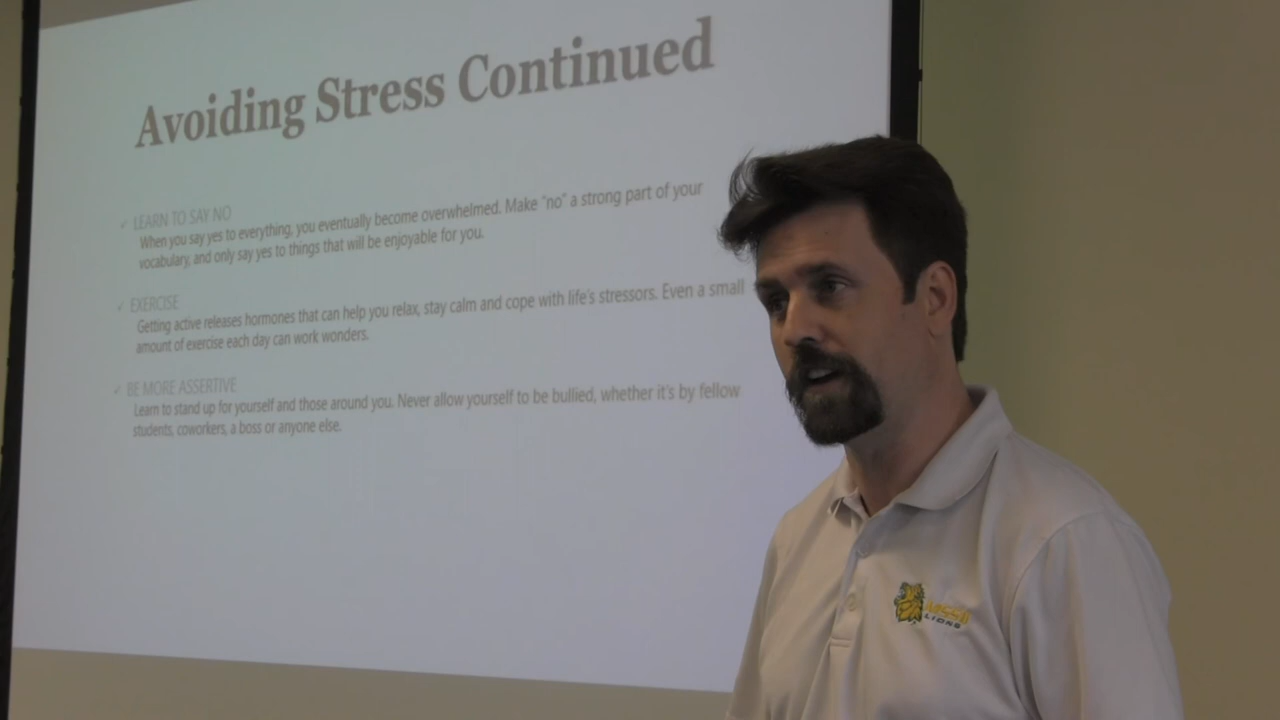 Avoiding Stress Continued
✓ LEARN TO SAY NO
When you say yes to everything, you eventually become overwhelmed. Make "no" a strong part of your
vocabulary, and only say yes to things that will be enjoyable for you.
✓ EXERCISE
Getting active releases hormones that can help you relax, stay calm and cope with life's stressors. Even a small
amount of exercise each day can work wonders.
✓ BE MORE ASSERTIVE
Learn to stand up for yourself and those around you. Never allow yourself to be bullied, whether it's by fellow
students, coworkers, a boss or anyone else.
LIONS